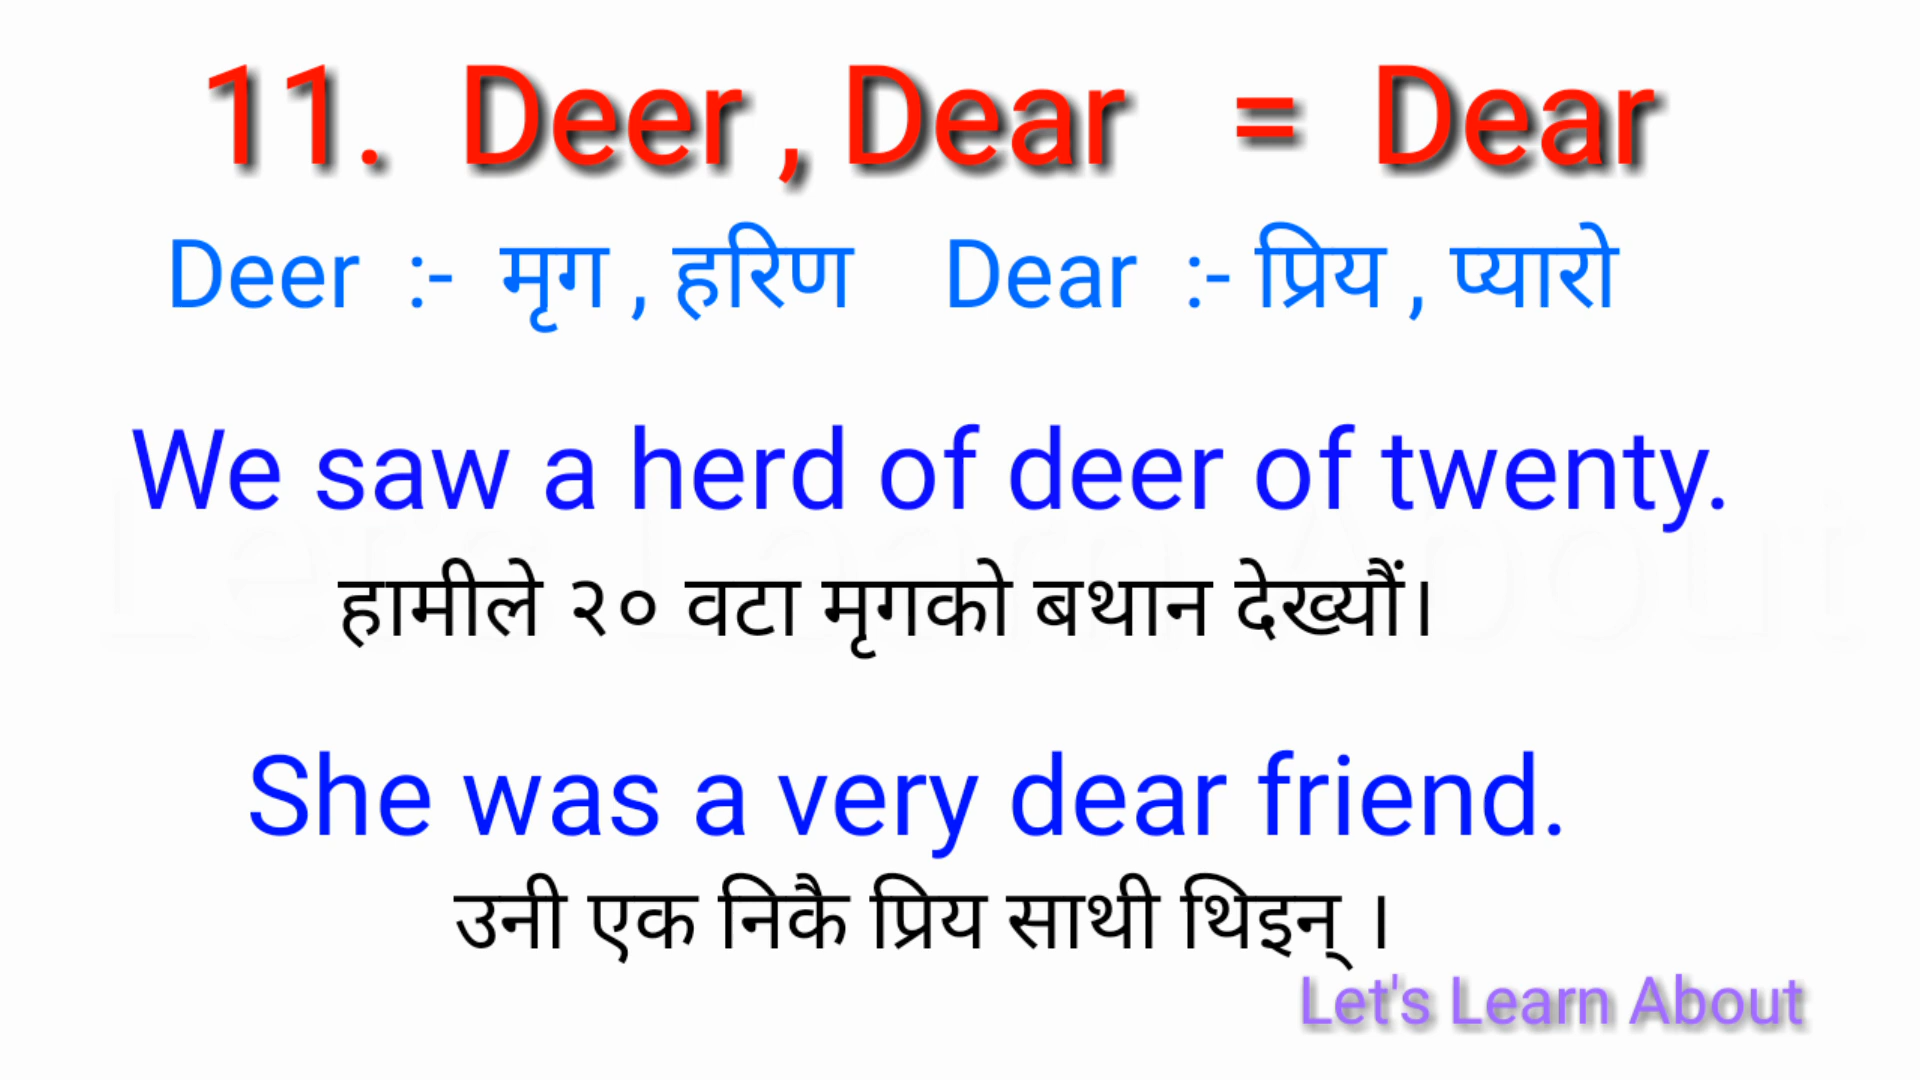 11. Deer , Dear = Dear
Deer :- मृग , हरिण Dear :- प्रिय , प्यारो
We saw a herd of deer of twenty.
हामीले २० वटा मृगको बथान देख्यौं।
She was a very dear friend.
उनी एक निकै प्रिय साथी थिइन् ।
Let's Learn About